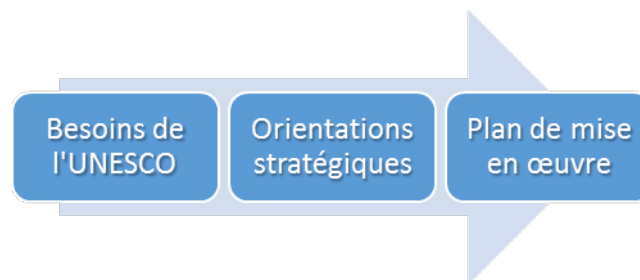 Besoins de
l'UNESCO
Orientations
stratégiques
Plan de mise
en œuvre